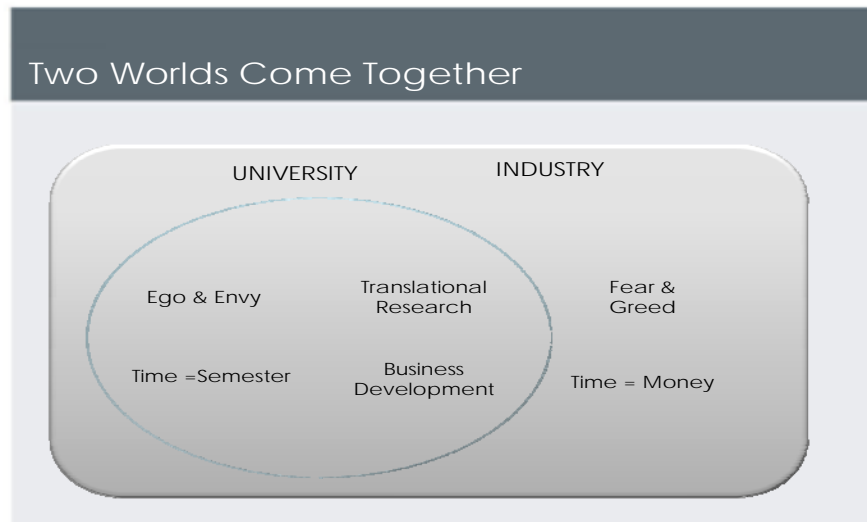 Two Worlds Come Together
UNIVERSITY
INDUSTRY
Ego & Envy
Translational
Research
Fear &
Greed
Time =Semester
Business
Development
Time = Money